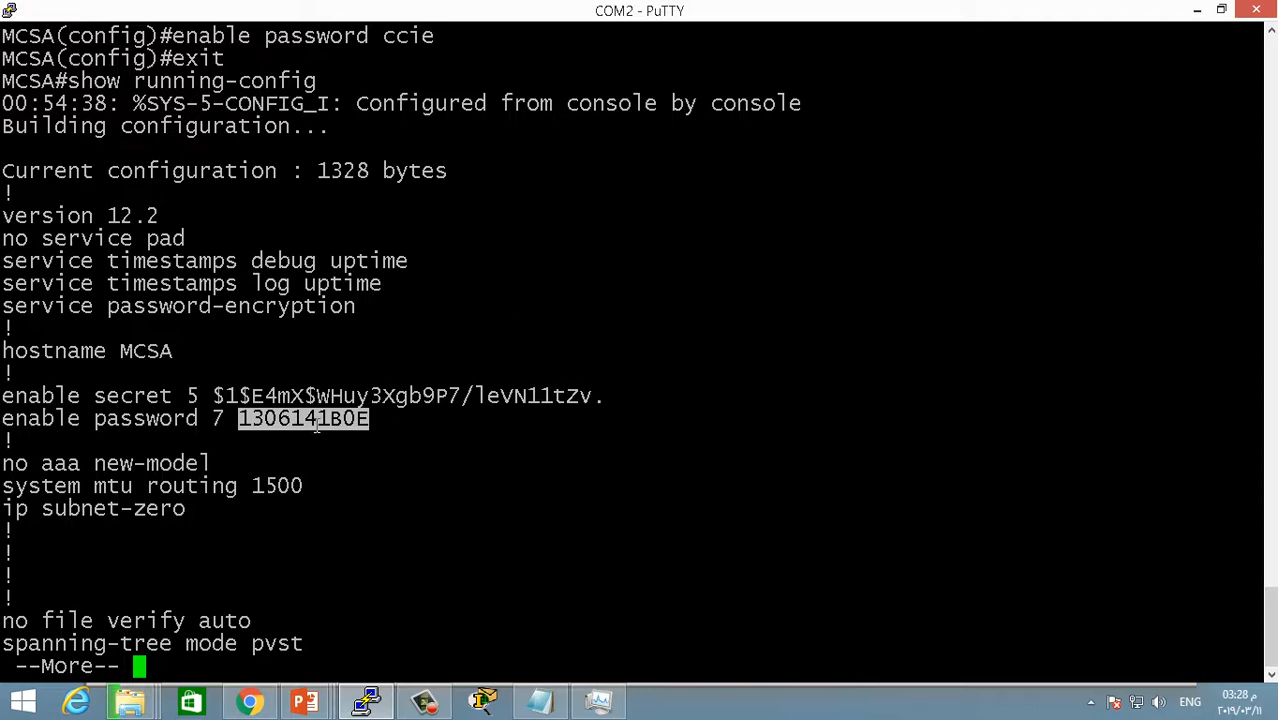 COM2 - PuTTY
MCSA(config)#enable password ccie
MCSA(config)#exit
MCSA#show running-config
00:54:38: %SYS-5-CONFIG_I: Configured from console by console
Building configuration...
Current configuration : 1328 bytes
!
version 12.2
no service pad
service timestamps debug uptime
service timestamps log uptime
service password-encryption
!
hostname MCSA
!
enable secret 5 $1$E4mX$WHuy3Xgb9P7/leVN11tZv.
enable password 7 1306141B0E
!
no aaa new-model
system mtu routing 1500
ip subnet-zero
!
!
!
!
no file verify auto
spanning-tree mode pvst
--More--
ENG
03:28 م
٢٠١٩/٠٣/١١